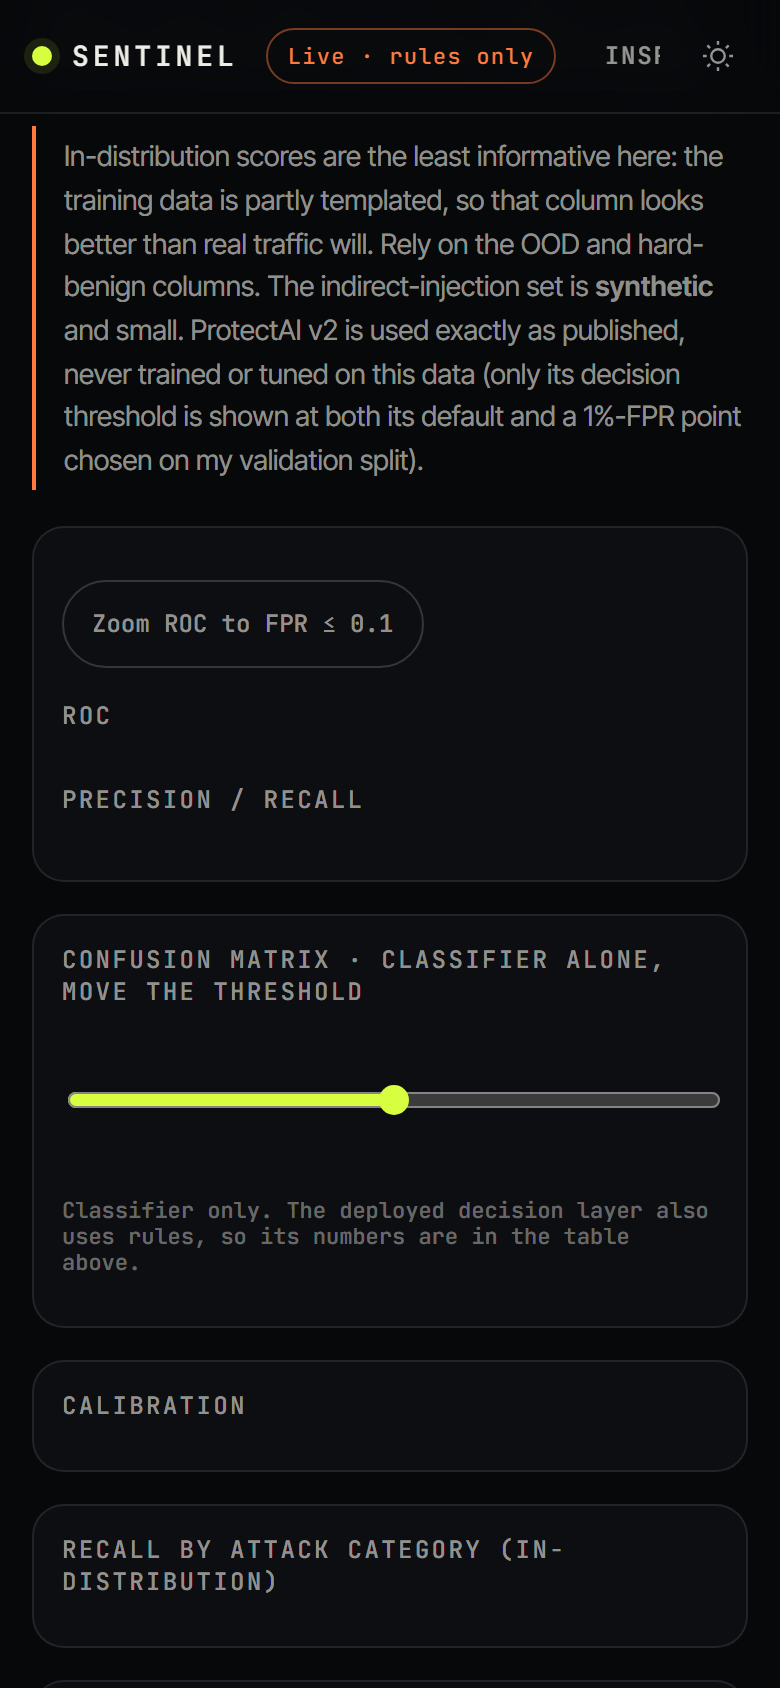 SENTINEL
Live · rules only
INSP
In-distribution scores are the least informative here: the
training data is partly templated, so that column looks
better than real traffic will. Rely on the OOD and hard-
benign columns. The indirect-injection set is synthetic
and small. ProtectAI v2 is used exactly as published,
never trained or tuned on this data (only its decision
threshold is shown at both its default and a 1%-FPR point
chosen on my validation split).
Zoom ROC to FPR ≤ 0.1
ROC
PRECISION / RECALL
CONFUSION MATRIX · CLASSIFIER ALONE,
MOVE THE THRESHOLD
Classifier only. The deployed decision layer also
uses rules, so its numbers are in the table
above.
CALIBRATION
RECALL BY ATTACK CATEGORY (IN-
DISTRIBUTION)